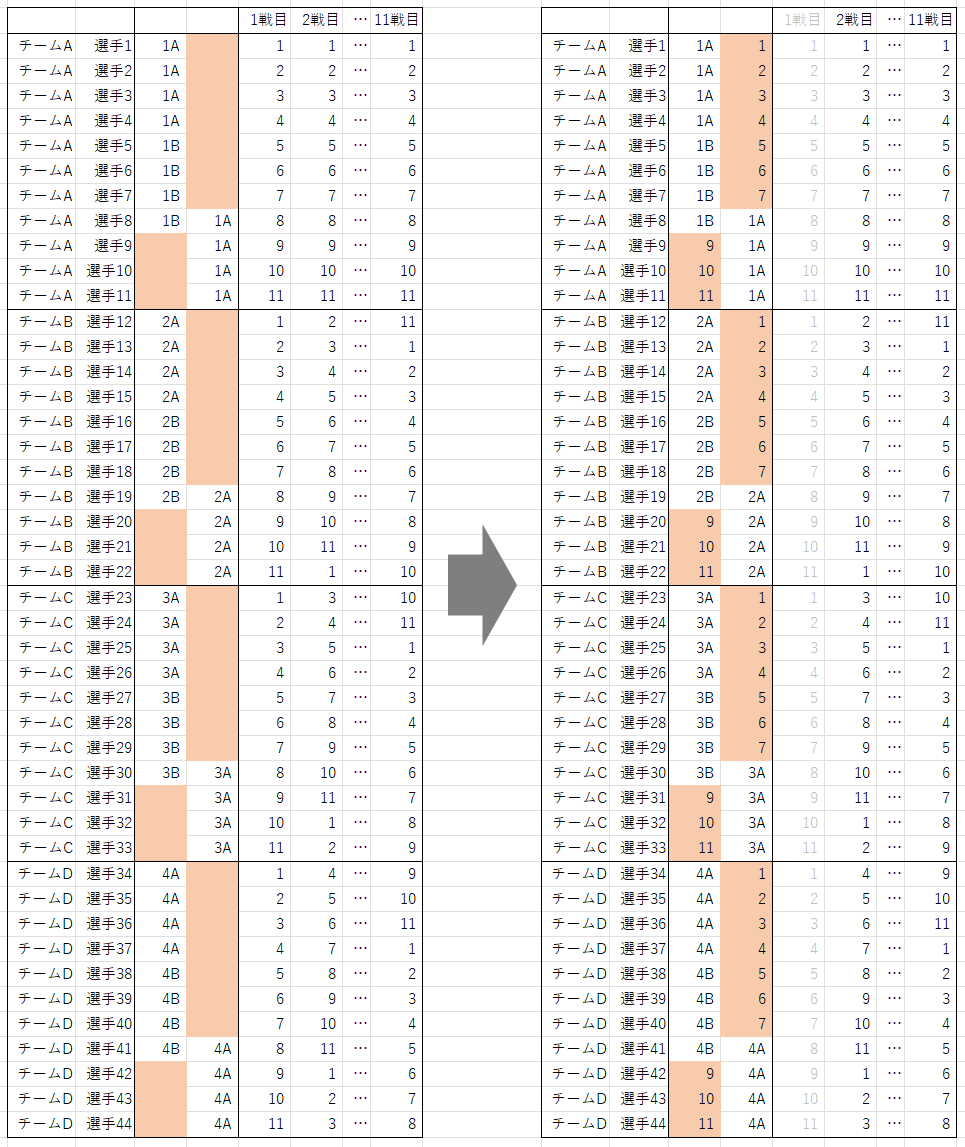 1戦目 2戦目 … 11戦目 1戦目 2戦目 … 11戦目
チームA 選手1 1A 1 1 … 1 チームA 選手1 1A 1 1 1 … 1
チームA 選手2 1A 2 2 … 2 チームA 選手2 1A 2 2 2 … 2
チームA 選手3 1A 3 3 … 3 チームA 選手3 1A 3 3 3 … 3
チームA 選手4 1A 4 4 … 4 チームA 選手4 1A 4 4 4 … 4
チームA 選手5 1B 5 5 … 5 チームA 選手5 1B 5 5 5 … 5
チームA 選手6 1B 6 6 … 6 チームA 選手6 1B 6 6 6 … 6
チームA 選手7 1B 7 7 … 7 チームA 選手7 1B 7 7 7 … 7
チームA 選手8 1B 1A 8 8 … 8 チームA 選手8 1B 1A 8 8 … 8
チームA 選手9 1A 9 9 … 9 チームA 選手9 9 1A 9 9 … 9
チームA 選手10 1A 10 10 … 10 チームA 選手10 10 1A 10 10 … 10
チームA 選手11 1A 11 11 … 11 チームA 選手11 11 1A 11 11 … 11
チームB 選手12 2A 1 2 … 11 チームB 選手12 2A 1 1 2 … 11
チームB 選手13 2A 2 3 … 1 チームB 選手13 2A 2 2 3 … 1
チームB 選手14 2A 3 4 … 2 チームB 選手14 2A 3 3 4 … 2
チームB 選手15 2A 4 5 … 3 チームB 選手15 2A 4 4 5 … 3
チームB 選手16 2B 5 6 … 4 チームB 選手16 2B 5 5 6 … 4
チームB 選手17 2B 6 7 … 5 チームB 選手17 2B 6 6 7 … 5
チームB 選手18 2B 7 8 … 6 チームB 選手18 2B 7 7 8 … 6
チームB 選手19 2B 2A 8 9 … 7 チームB 選手19 2B 2A 8 9 … 7
チームB 選手20 2A 9 10 … 8 チームB 選手20 9 2A 9 10 … 8
チームB 選手21 2A 10 11 … 9 チームB 選手21 10 2A 10 11 … 9
チームB 選手22 2A 11 1 … 10 チームB 選手22 11 2A 11 1 … 10
チームC 選手23 3A 1 3 … 10 チームC 選手23 3A 1 1 3 … 10
チームC 選手24 3A 2 4 … 11 チームC 選手24 3A 2 2 4 … 11
チームC 選手25 3A 3 5 … 1 チームC 選手25 3A 3 3 5 … 1
チームC 選手26 3A 4 6 … 2 チームC 選手26 3A 4 4 6 … 2
チームC 選手27 3B 5 7 … 3 チームC 選手27 3B 5 5 7 … 3
チームC 選手28 3B 6 8 … 4 チームC 選手28 3B 6 6 8 … 4
チームC 選手29 3B 7 9 … 5 チームC 選手29 3B 7 7 9 … 5
チームC 選手30 3B 3A 8 10 … 6 チームC 選手30 3B 3A 8 10 … 6
チームC 選手31 3A 9 11 … 7 チームC 選手31 9 3A 9 11 … 7
チームC 選手32 3A 10 1 … 8 チームC 選手32 10 3A 10 1 … 8
チームC 選手33 3A 11 2 … 9 チームC 選手33 11 3A 11 2 … 9
チームD 選手34 4A 1 4 … 9 チームD 選手34 4A 1 1 4 … 9
チームD 選手35 4A 2 5 … 10 チームD 選手35 4A 2 2 5 … 10
チームD 選手36 4A 3 6 … 11 チームD 選手36 4A 3 3 6 … 11
チームD 選手37 4A 4 7 … 1 チームD 選手37 4A 4 4 7 … 1
チームD 選手38 4B 5 8 … 2 チームD 選手38 4B 5 5 8 … 2
チームD 選手39 4B 6 9 … 3 チームD 選手39 4B 6 6 9 … 3
チームD 選手40 4B 7 10 … 4 チームD 選手40 4B 7 7 10 … 4
チームD 選手41 4B 4A 8 11 … 5 チームD 選手41 4B 4A 8 11 … 5
チームD 選手42 4A 9 1 … 6 チームD 選手42 9 4A 9 1 … 6
チームD 選手43 4A 10 2 … 7 チームD 選手43 10 4A 10 2 … 7
チームD 選手44 4A 11 3 … 8 チームD 選手44 11 4A 11 3 … 8